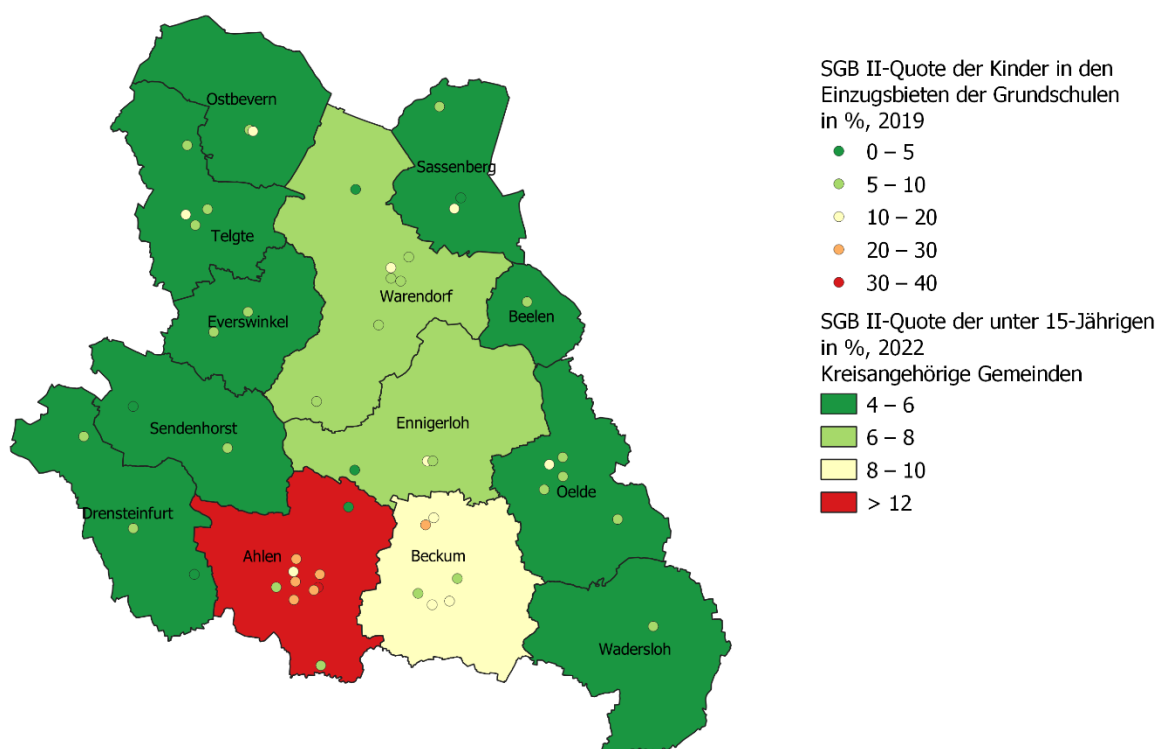 Ostbevern
Sassenberg
Telgte
Warendorf
Everswinkel
Beelen
Ennigerloh
Sendenhorst
Oelde
Drensteinfurt
Ahlen
Beckum
Wadersloh
SGB II-Quote der Kinder in den
Einzugsbieten der Grundschulen
in %, 2019
0 – 5
5 – 10
10 – 20
20 – 30
30 – 40
SGB II-Quote der unter 15-Jährigen
in %, 2022
Kreisangehörige Gemeinden
4 – 6
6 – 8
8 – 10
> 12